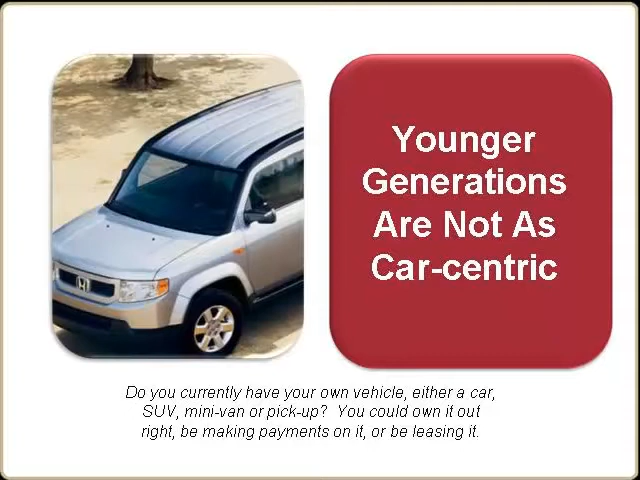 Younger
Generations
Are Not As
Car-centric
Do you currently have your own vehicle, either a car,
SUV, mini-van or pick-up?  You could own it out
right, be making payments on it, or be leasing it.